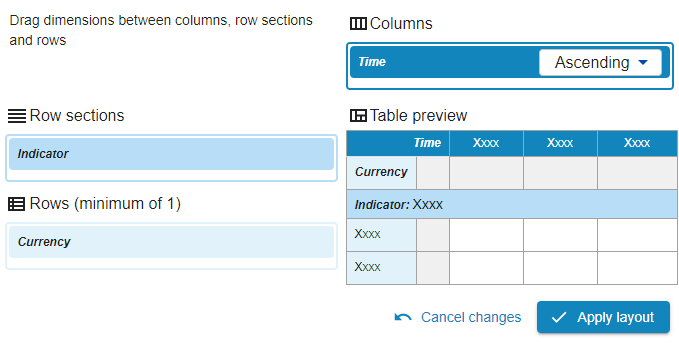 Drag dimensions between columns, row sections
and rows
Columns
Time
Ascending
Row sections
Indicator
Rows (minimum of 1)
Currency
Table preview
Time Xxxx Xxxx Xxxx
Currency
Indicator: Xxxx
Xxxx
Xxxx
Cancel changes
Apply layout